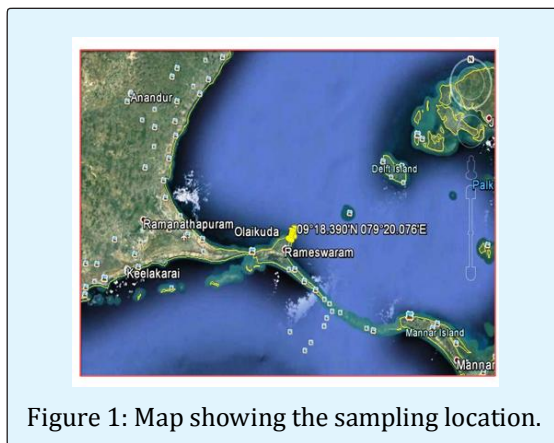 N
Anandur
Delft Island
Palk
09°18.390'N 079°20.076'E
Ramanathapuram
Olaikuda
Rameswaram
Keelakarai
Mannar Island
Mannar
Figure 1: Map showing the sampling location.